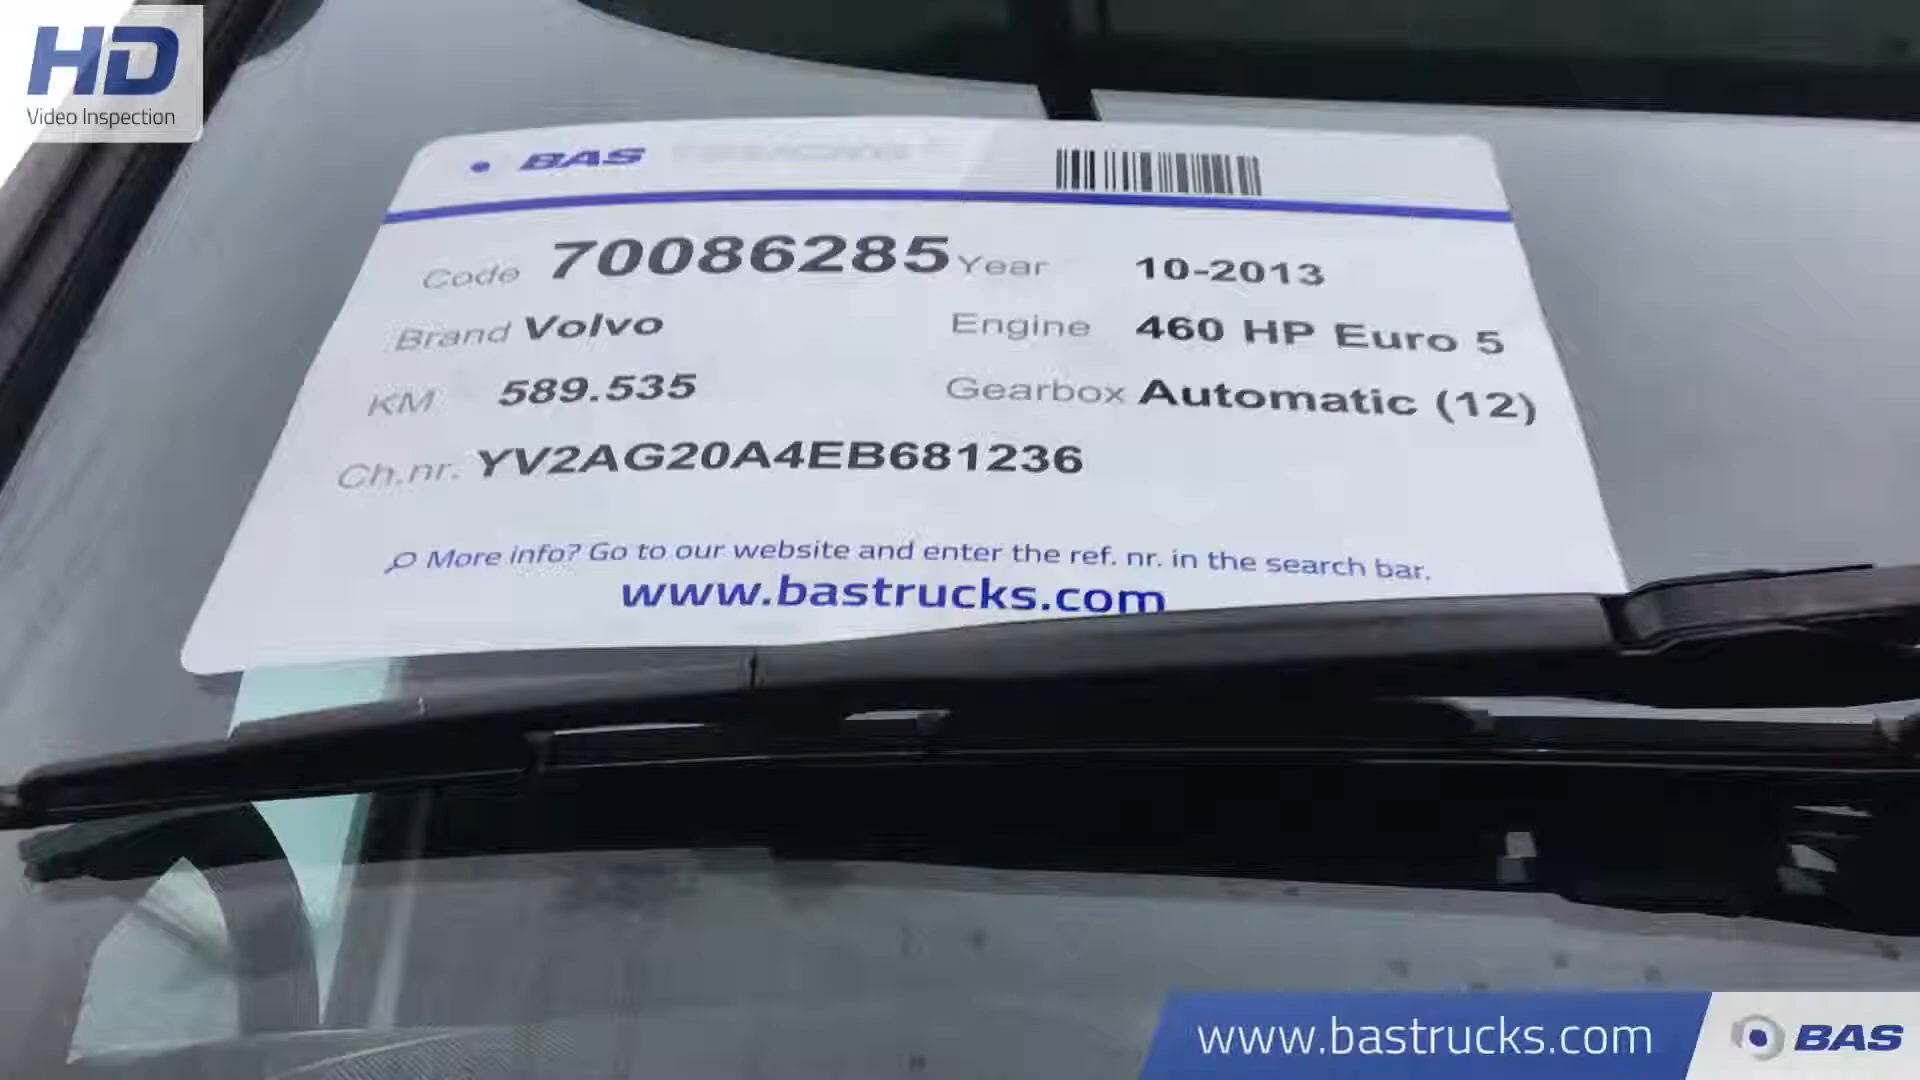 HD
Video Inspection
BAS
Code 70086285 Year 10-2013
Brand Volvo Engine 460 HP Euro 5
KM 589.535 Gearbox Automatic (12)
Ch.nr. YV2AG20A4EB681236
More info? Go to our website and enter the ref. nr. in the search bar.
www.bastrucks.com
www.bastrucks.com
BAS